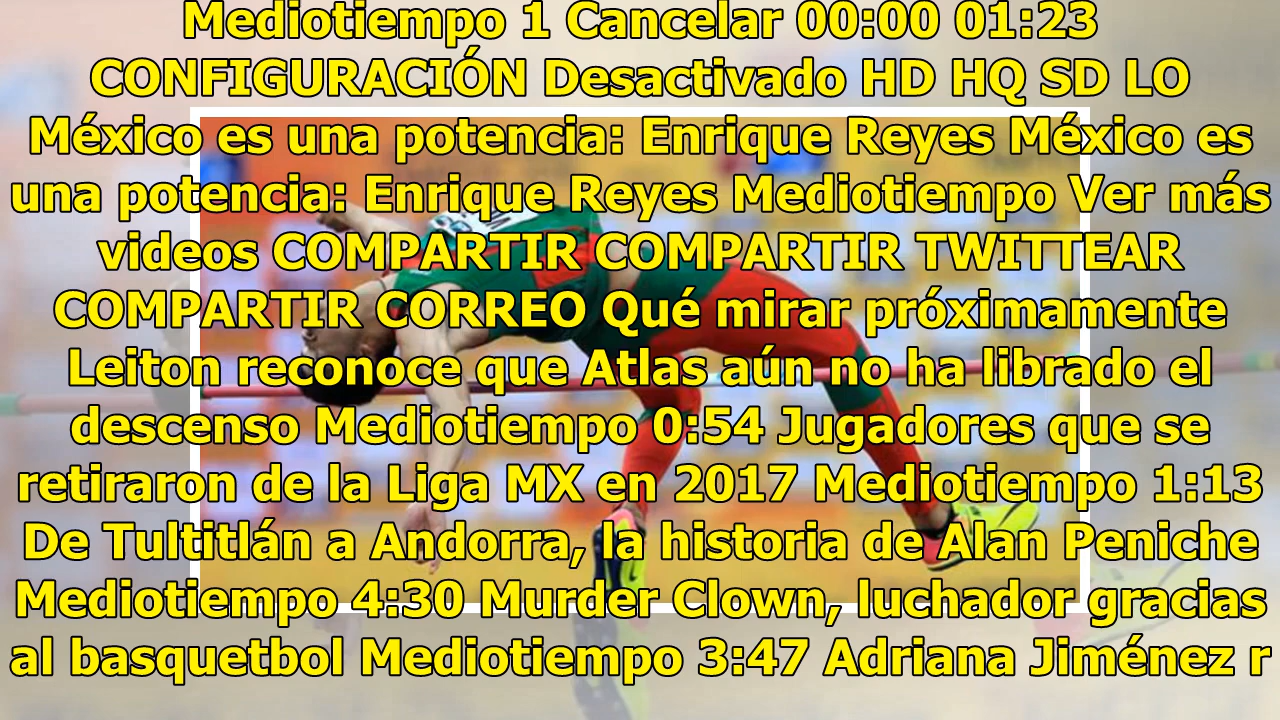 Mediotiempo 1 Cancelar 00:00 01:23
CONFIGURACIÓN Desactivado HD HQ SD LO
México es una potencia: Enrique Reyes México es
una potencia: Enrique Reyes Mediotiempo Ver más
videos COMPARTIR COMPARTIR TWITTEAR
COMPARTIR CORREO Qué mirar próximamente
Leiton reconoce que Atlas aún no ha librado el
descenso Mediotiempo 0:54 Jugadores que se
retiraron de la Liga MX en 2017 Mediotiempo 1:13
De Tultitlán a Andorra, la historia de Alan Peniche
Mediotiempo 4:30 Murder Clown, luchador gracias
al basquetbol Mediotiempo 3:47 Adriana Jiménez r